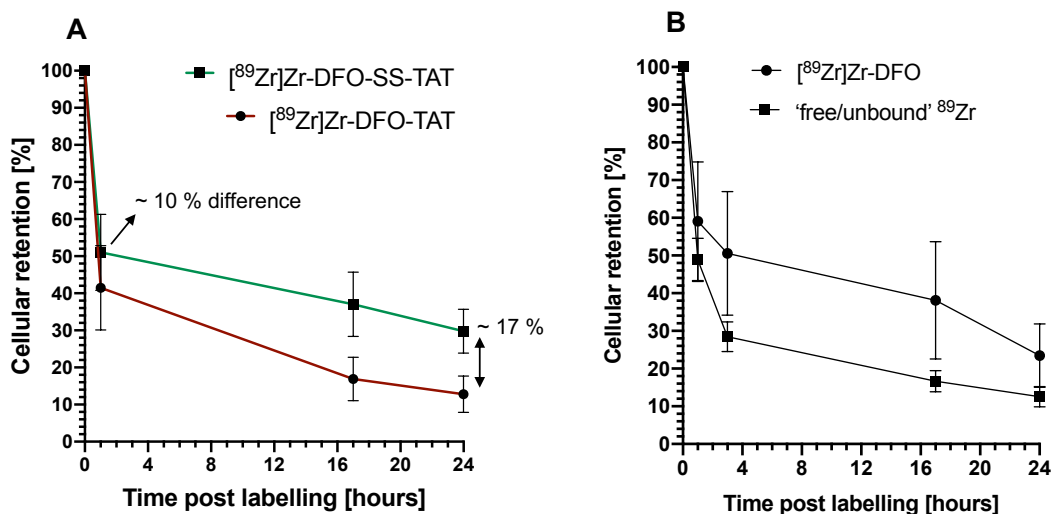 A
[⁸⁹Zr]Zr-DFO-SS-TAT
[⁸⁹Zr]Zr-DFO-TAT
~ 10 % difference
~ 17 %
Cellular retention [%]
100
90
80
70
60
50
40
30
20
10
0
0 4 8 12 16 20 24
Time post labelling [hours]
B
[⁸⁹Zr]Zr-DFO
‘free/unbound’ ⁸⁹Zr
Cellular retention [%]
100
90
80
70
60
50
40
30
20
10
0
0 4 8 12 16 20 24
Time post labelling [hours]